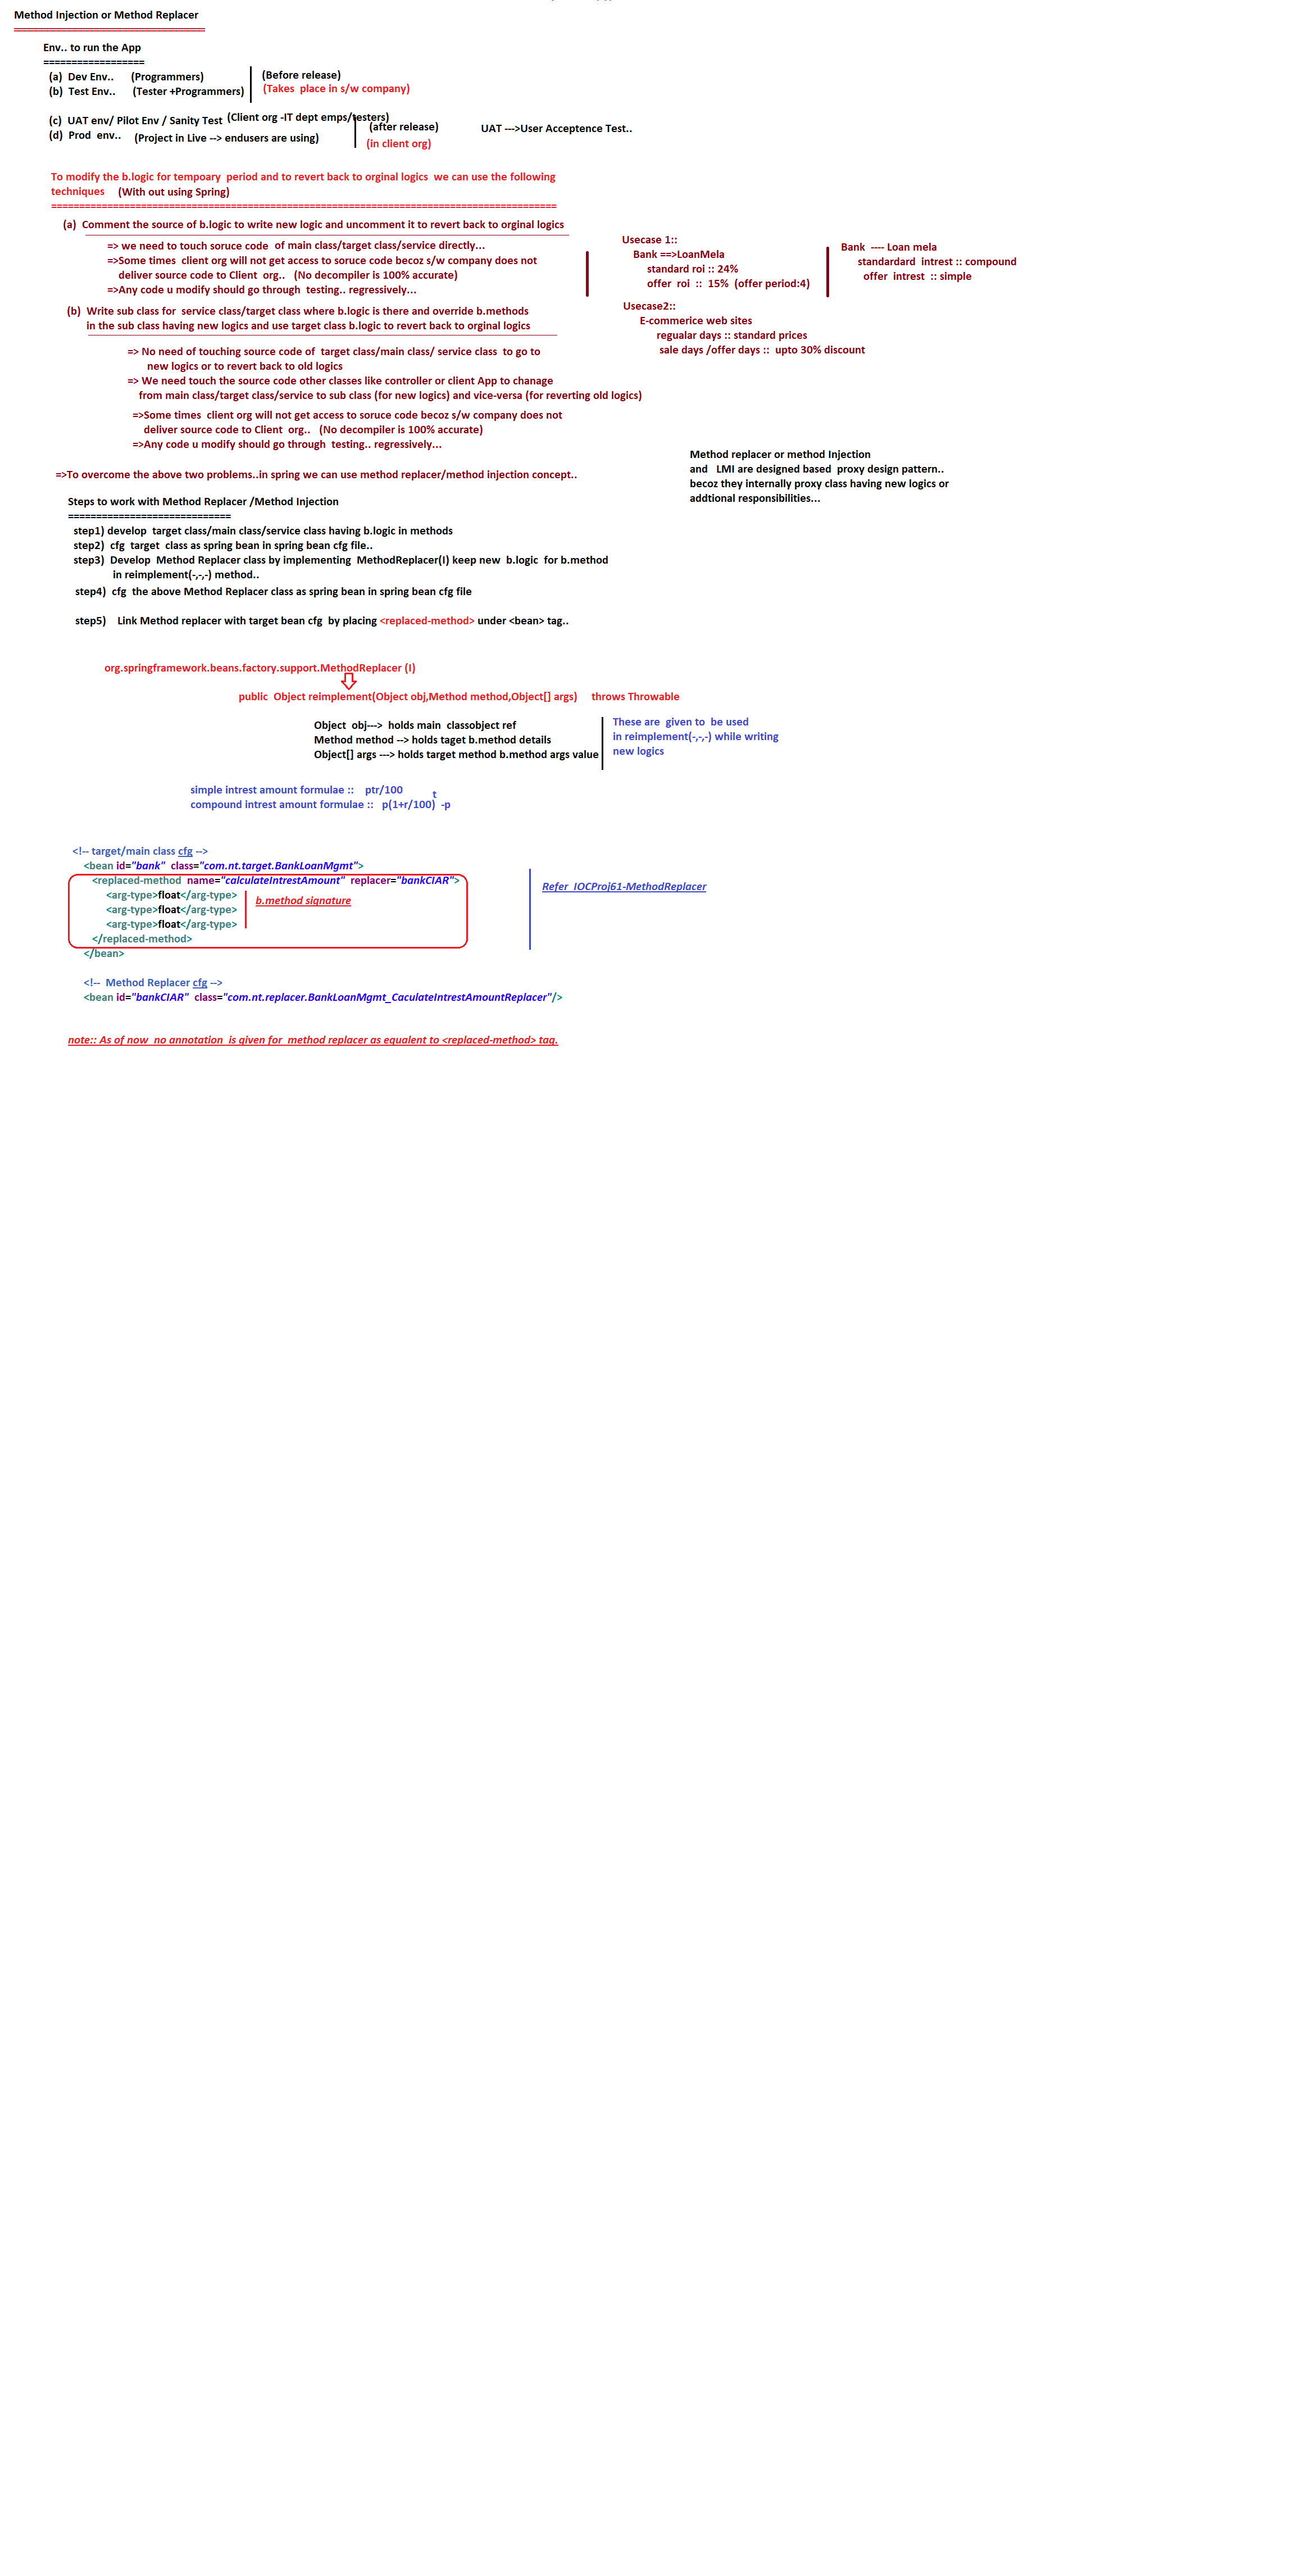 Method Injection or Method Replacer
==================================
Env.. to run the App
==================
(a)  Dev Env..      (Programmers)
(b)  Test Env..      (Tester +Programmers)
(Before release)
(Takes  place in s/w company)
(c)  UAT env/ Pilot Env / Sanity Test  (Client org -IT dept emps/testers)
(d)  Prod  env..     (Project in Live --> endusers are using)
(after release)
(in client org)
UAT --->User Acceptence Test..
To modify the b.logic for tempoary  period and to revert back to orginal logics  we can use the following
techniques     (With out using Spring)
==========================================================================================
(a)  Comment the source of b.logic to write new logic and uncomment it to revert back to orginal logics
=> we need to touch soruce code  of main class/target class/service directly...
=>Some times  client org will not get access to soruce code becoz s/w company does not
deliver source code to Client  org..   (No decompiler is 100% accurate)
=>Any code u modify should go through  testing.. regressively...
Usecase 1::
Bank ==>LoanMela
standard roi :: 24%
offer  roi  ::  15%  (offer period:4)
Bank  ---- Loan mela
standardard  intrest :: compound
offer  intrest  :: simple
Usecase2::
E-commerice web sites
regualar days :: standard prices
sale days /offer days ::  upto 30% discount
(b)  Write sub class for  service class/target class where b.logic is there and override b.methods
in the sub class having new logics and use target class b.logic to revert back to orginal logics
=> No need of touching source code of  target class/main class/ service class  to go to
new logics or to revert back to old logics
=> We need touch the source code other classes like controller or client App to chanage
from main class/target class/service to sub class (for new logics) and vice-versa (for reverting old logics)
=>Some times  client org will not get access to soruce code becoz s/w company does not
deliver source code to Client  org..   (No decompiler is 100% accurate)
=>Any code u modify should go through  testing.. regressively...
Method replacer or method Injection
and   LMI are designed based  proxy design pattern..
becoz they internally proxy class having new logics or
addtional responsibilities...
=>To overcome the above two problems..in spring we can use method replacer/method injection concept..
Steps to work with Method Replacer /Method Injection
=============================
step1) develop  target class/main class/service class having b.logic in methods
step2)  cfg  target  class as spring bean in spring bean cfg file..
step3)  Develop  Method Replacer class by implementing  MethodReplacer(I) keep new  b.logic  for b.method
in reimplement(-,-,-) method..
step4)  cfg  the above Method Replacer class as spring bean in spring bean cfg file
step5)    Link Method replacer with target bean cfg  by placing <replaced-method> under <bean> tag..
org.springframework.beans.factory.support.MethodReplacer (I)
public  Object reimplement(Object obj,Method method,Object[] args)     throws Throwable
Object  obj---> holds main  classobject ref
Method method --> holds taget b.method details
Object[] args ---> holds target method b.method args value
These are  given to  be used
in reimplement(-,-,-) while writing
new logics
simple intrest amount formulae ::    ptr/100
compound intrest amount formulae ::   p(1+r/100) t -p
<!-- target/main class cfg -->
<bean id="bank"  class="com.nt.target.BankLoanMgmt">
<replaced-method  name="calculateIntrestAmount"  replacer="bankCIAR">
<arg-type>float</arg-type>
<arg-type>float</arg-type>
<arg-type>float</arg-type>
b.method signature
</replaced-method>
</bean>
Refer  IOCProj61-MethodReplacer
<!--  Method Replacer cfg -->
<bean id="bankCIAR"  class="com.nt.replacer.BankLoanMgmt_CaculateIntrestAmountReplacer"/>
note:: As of now  no annotation  is given for  method replacer as equalent to <replaced-method> tag.